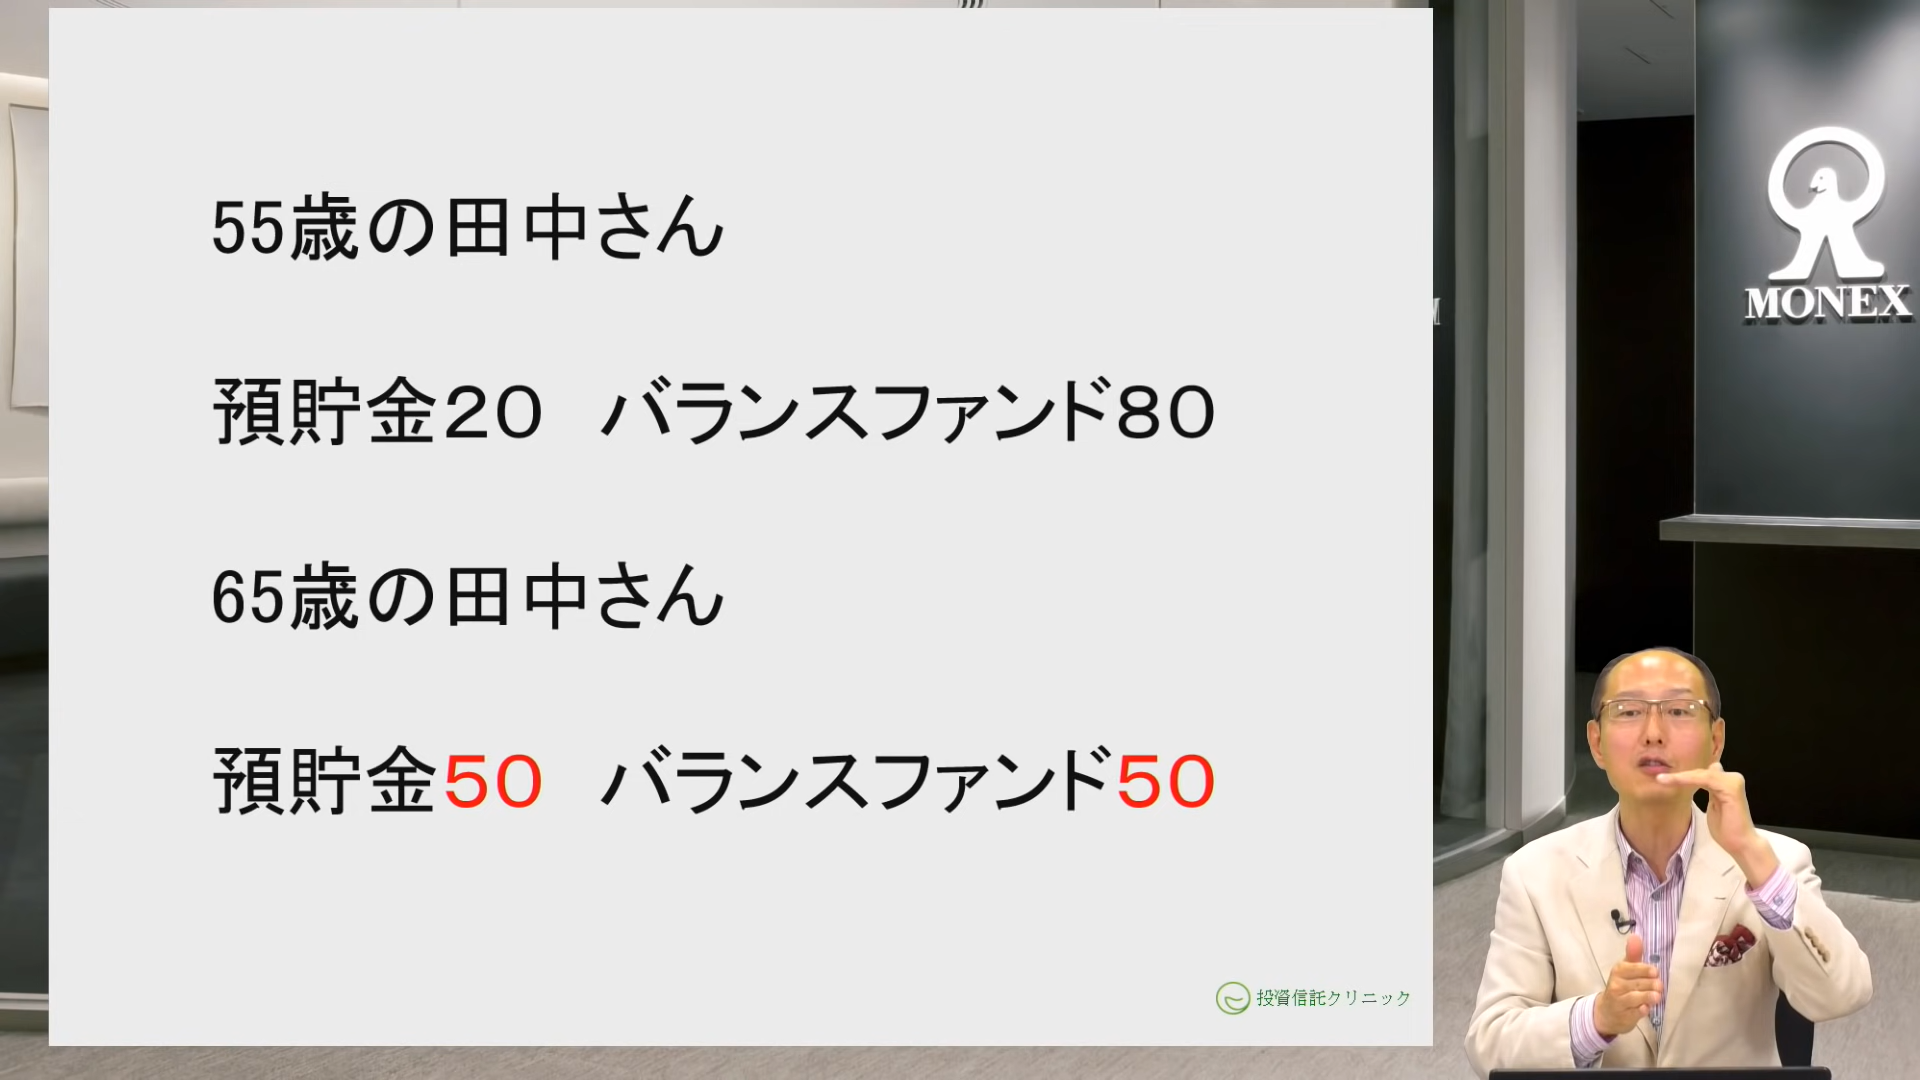 55歳の田中さん
預貯金２０　バランスファンド８０
65歳の田中さん
預貯金５０　バランスファンド５０
投資信託クリニック
MONEX
M